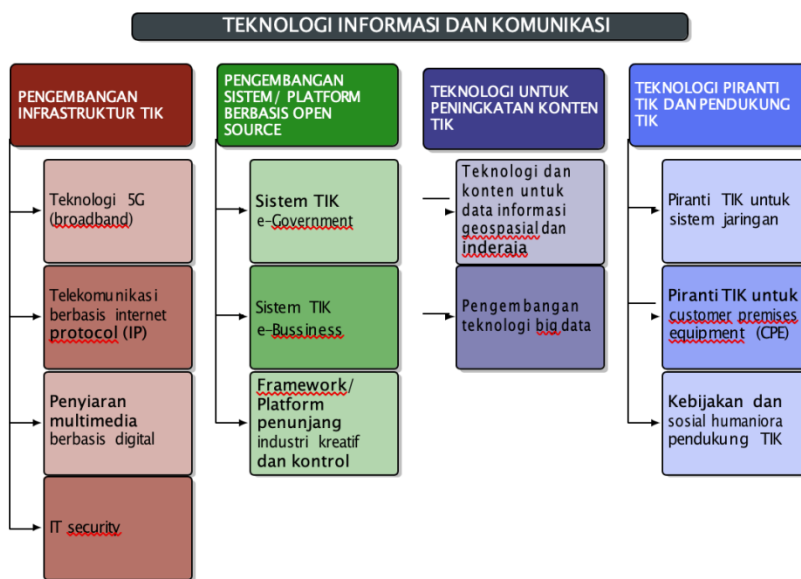 TEKNOLOGI INFORMASI DAN KOMUNIKASI
PENGEMBANGAN
INFRASTRUKTUR TIK
Teknologi 5G
(broadband)
Telekomunikasi
berbasis internet
protocol (IP)
Penyiaran
multimedia
berbasis digital
IT security
PENGEMBANGAN
SISTEM/ PLATFORM
BERBASIS OPEN
SOURCE
Sistem TIK
e-Government
Sistem TIK
e-Bussiness
Framework/
Platform
penunjang
industri kreatif
dan kontrol
TEKNOLOGI UNTUK
PENINGKATAN KONTEN
TIK
Teknologi dan
konten untuk
data informasi
geospasial dan
inderaja
Pengembangan
teknologi big data
TEKNOLOGI PIRANTI
TIK DAN PENDUKUNG
TIK
Piranti TIK untuk
sistem jaringan
Piranti TIK untuk
customer premises
equipment (CPE)
Kebijakan dan
sosial humaniora
pendukung TIK